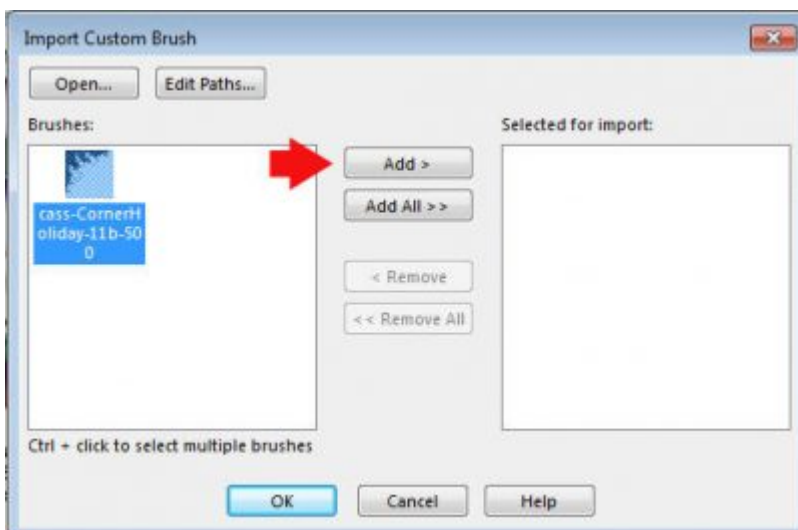 Import Custom Brush
Open...
Edit Paths...
Brushes:
Selected for import:
Add >
cass-CornerH
oliday-11b-50
0
Add All >>
< Remove
<< Remove All
Ctrl + click to select multiple brushes
OK
Cancel
Help